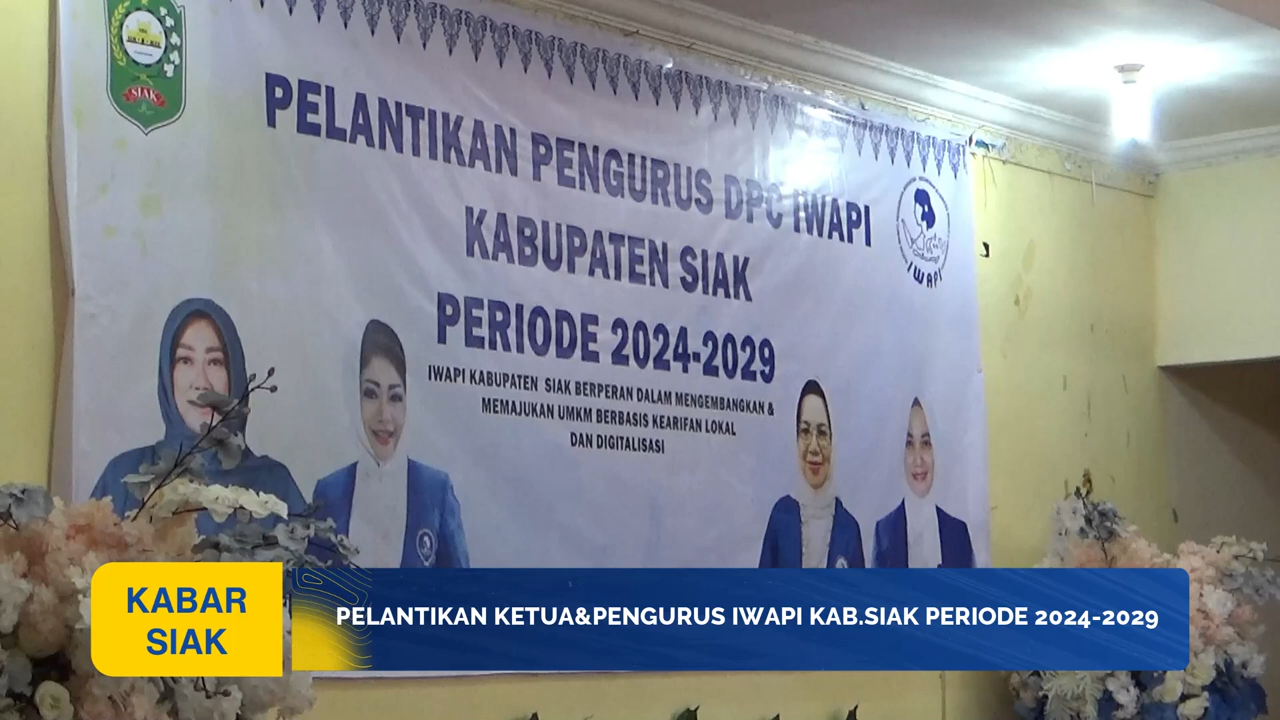 SIAK
PELANTIKAN PENGURUS DPC IWAPI
KABUPATEN SIAK
PERIODE 2024-2029
IWAPI KABUPATEN SIAK BERPERAN DALAM MENGEMBANGKAN &
MEMAJUKAN UMKM BERBASIS KEARIFAN LOKAL
DAN DIGITALISASI
IWAPI
KABAR
SIAK
PELANTIKAN KETUA&PENGURUS IWAPI KAB.SIAK PERIODE 2024-2029